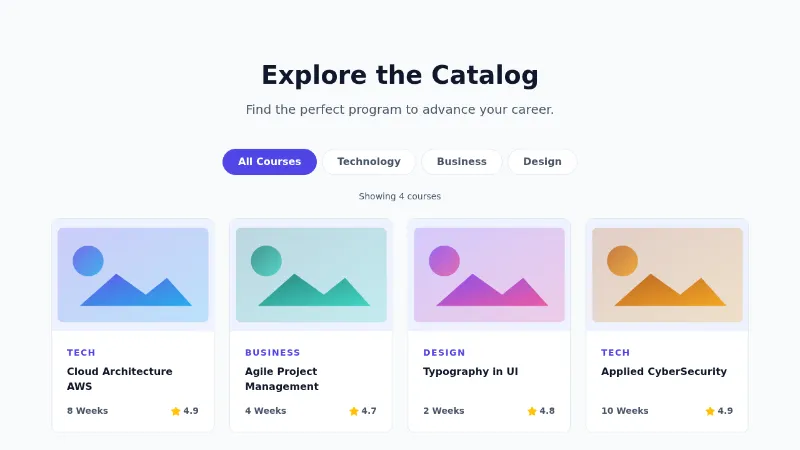 Explore the Catalog
Find the perfect program to advance your career.
All Courses
Technology
Business
Design
Showing 4 courses
TECH
Cloud Architecture
AWS
8 Weeks
4.9
BUSINESS
Agile Project
Management
4 Weeks
4.7
DESIGN
Typography in UI
2 Weeks
4.8
TECH
Applied CyberSecurity
10 Weeks
4.9